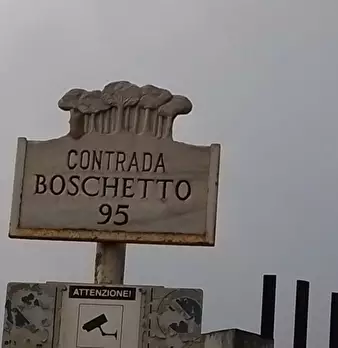 CONTRADA
BOSCHETTO
95
ATTENZIONE!